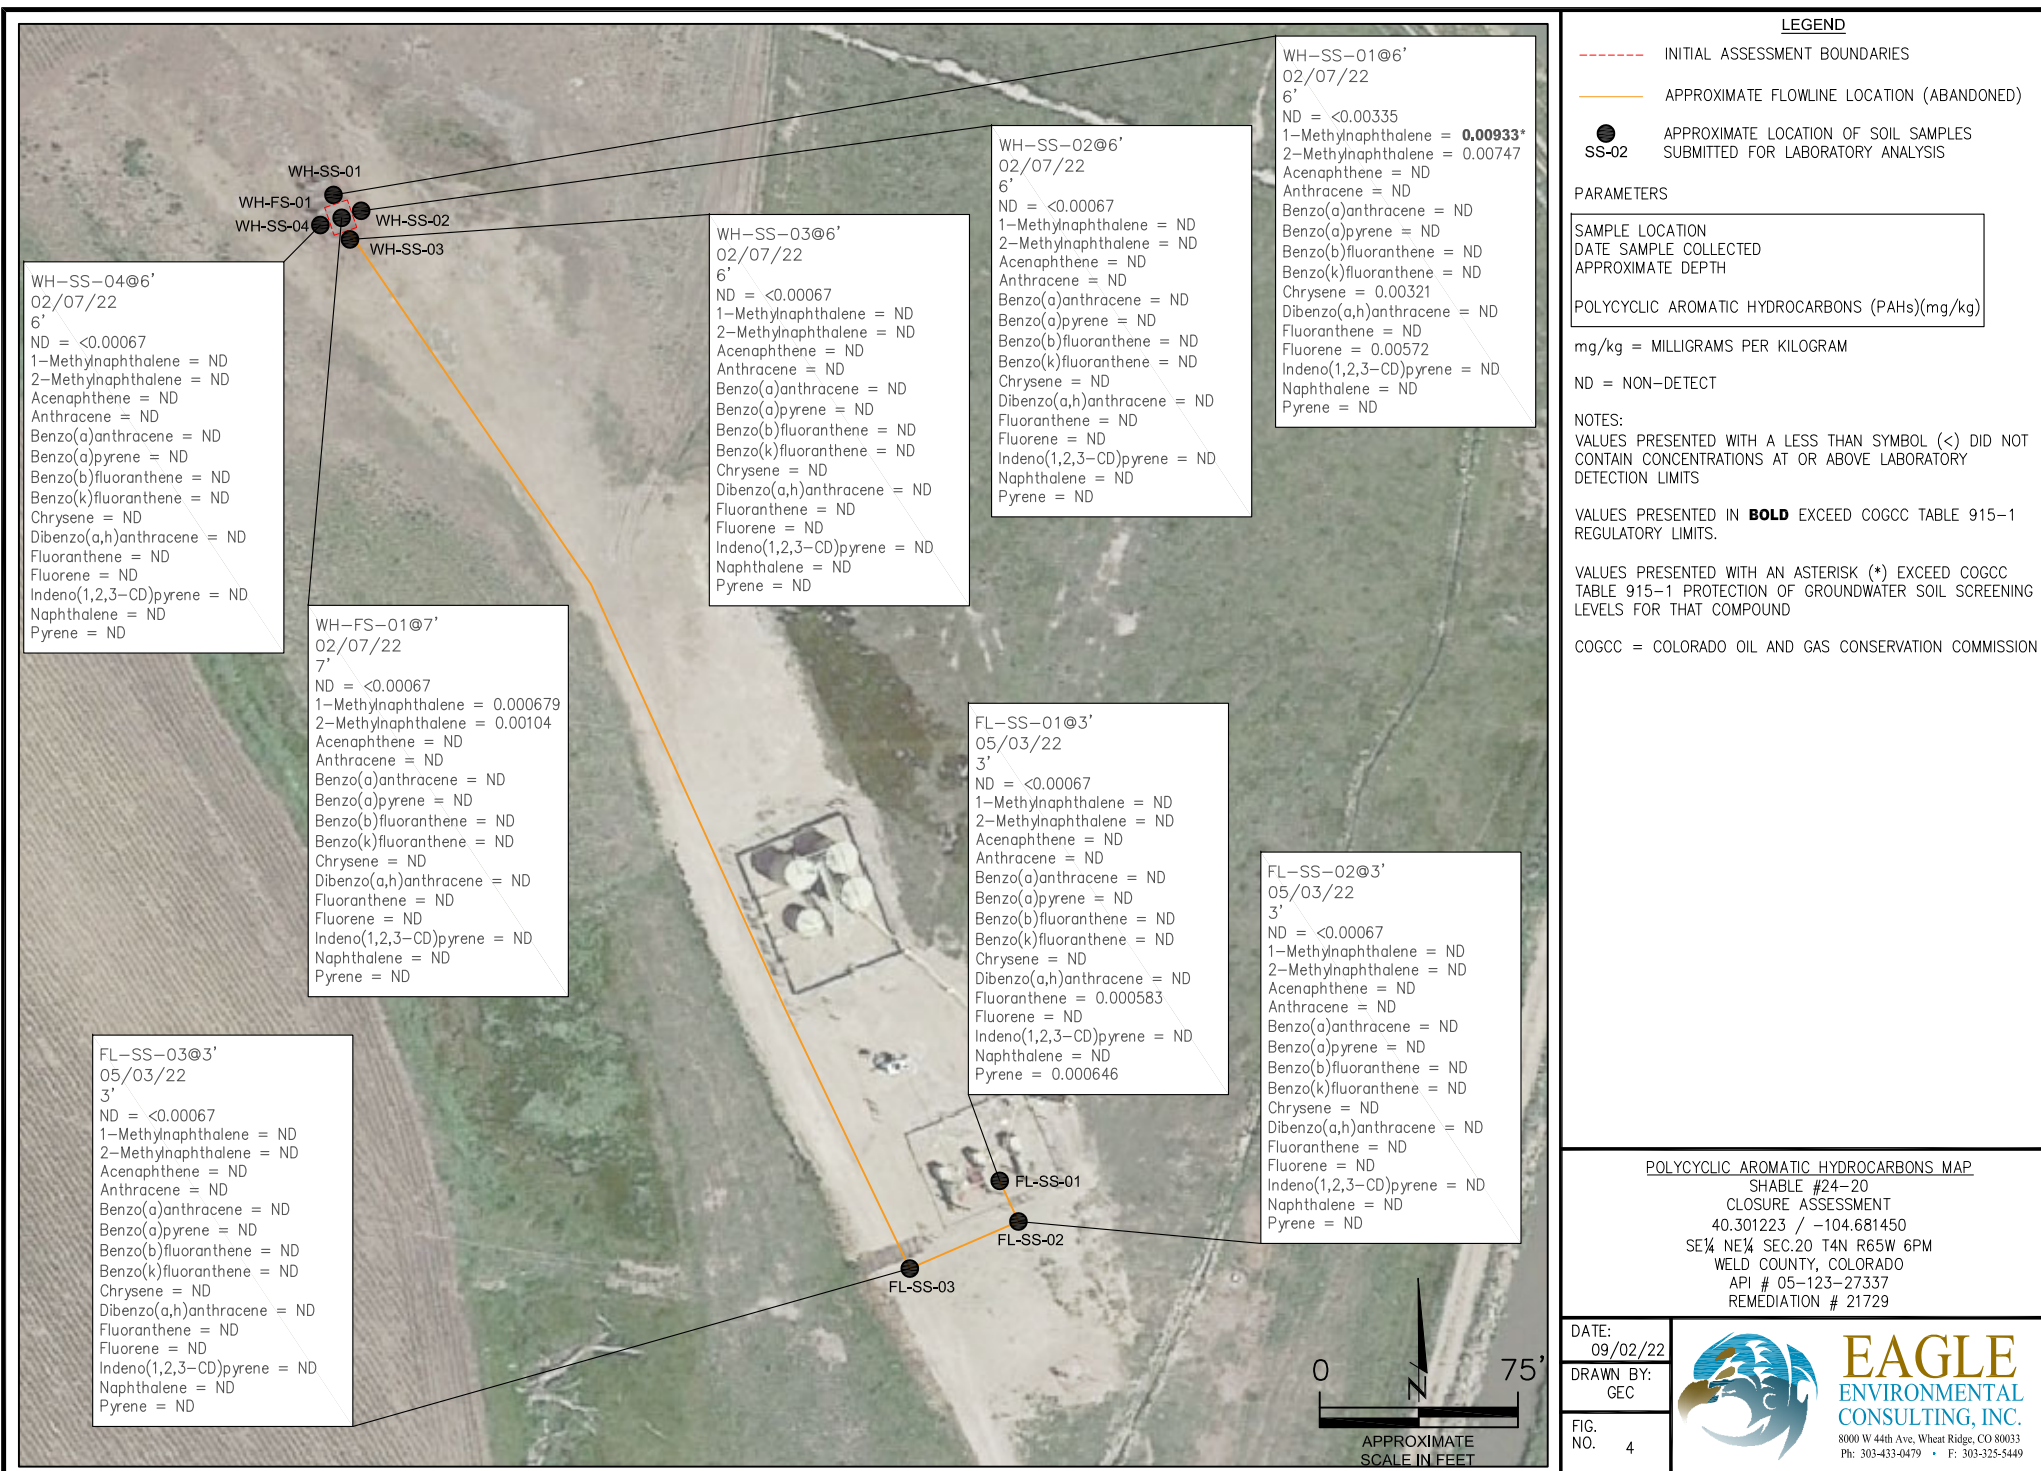 WH-SS-01@6'
02/07/22
6'
ND = <0.00335
1-Methylnaphthalene = 0.00933*
2-Methylnaphthalene = 0.00747
Acenaphthene = ND
Anthracene = ND
Benzo(a)anthracene = ND
Benzo(a)pyrene = ND
Benzo(b)fluoranthene = ND
Benzo(k)fluoranthene = ND
Chrysene = 0.00321
Dibenzo(a,h)anthracene = ND
Fluoranthene = ND
Fluorene = 0.00572
Indeno(1,2,3-CD)pyrene = ND
Naphthalene = ND
Pyrene = ND
WH-SS-02@6'
02/07/22
6'
ND = <0.00067
1-Methylnaphthalene = ND
2-Methylnaphthalene = ND
Acenaphthene = ND
Anthracene = ND
Benzo(a)anthracene = ND
Benzo(a)pyrene = ND
Benzo(b)fluoranthene = ND
Benzo(k)fluoranthene = ND
Chrysene = ND
Dibenzo(a,h)anthracene = ND
Fluoranthene = ND
Fluorene = ND
Indeno(1,2,3-CD)pyrene = ND
Naphthalene = ND
Pyrene = ND
WH-SS-01
WH-FS-01
WH-SS-02
WH-SS-04
WH-SS-03
WH-SS-03@6'
02/07/22
6'
ND = <0.00067
1-Methylnaphthalene = ND
2-Methylnaphthalene = ND
Acenaphthene = ND
Anthracene = ND
Benzo(a)anthracene = ND
Benzo(a)pyrene = ND
Benzo(b)fluoranthene = ND
Benzo(k)fluoranthene = ND
Chrysene = ND
Dibenzo(a,h)anthracene = ND
Fluoranthene = ND
Fluorene = ND
Indeno(1,2,3-CD)pyrene = ND
Naphthalene = ND
Pyrene = ND
WH-SS-04@6'
02/07/22
6'
ND = <0.00067
1-Methylnaphthalene = ND
2-Methylnaphthalene = ND
Acenaphthene = ND
Anthracene = ND
Benzo(a)anthracene = ND
Benzo(a)pyrene = ND
Benzo(b)fluoranthene = ND
Benzo(k)fluoranthene = ND
Chrysene = ND
Dibenzo(a,h)anthracene = ND
Fluoranthene = ND
Fluorene = ND
Indeno(1,2,3-CD)pyrene = ND
Naphthalene = ND
Pyrene = ND
WH-FS-01@7'
02/07/22
7'
ND = <0.00067
1-Methylnaphthalene = 0.000679
2-Methylnaphthalene = 0.00104
Acenaphthene = ND
Anthracene = ND
Benzo(a)anthracene = ND
Benzo(a)pyrene = ND
Benzo(b)fluoranthene = ND
Benzo(k)fluoranthene = ND
Chrysene = ND
Dibenzo(a,h)anthracene = ND
Fluoranthene = ND
Fluorene = ND
Indeno(1,2,3-CD)pyrene = ND
Naphthalene = ND
Pyrene = ND
FL-SS-01@3'
05/03/22
3'
ND = <0.00067
1-Methylnaphthalene = ND
2-Methylnaphthalene = ND
Acenaphthene = ND
Anthracene = ND
Benzo(a)anthracene = ND
Benzo(a)pyrene = ND
Benzo(b)fluoranthene = ND
Benzo(k)fluoranthene = ND
Chrysene = ND
Dibenzo(a,h)anthracene = ND
Fluoranthene = 0.000583
Fluorene = ND
Indeno(1,2,3-CD)pyrene = ND
Naphthalene = ND
Pyrene = 0.000646
FL-SS-02@3'
05/03/22
3'
ND = <0.00067
1-Methylnaphthalene = ND
2-Methylnaphthalene = ND
Acenaphthene = ND
Anthracene = ND
Benzo(a)anthracene = ND
Benzo(a)pyrene = ND
Benzo(b)fluoranthene = ND
Benzo(k)fluoranthene = ND
Chrysene = ND
Dibenzo(a,h)anthracene = ND
Fluoranthene = ND
Fluorene = ND
Indeno(1,2,3-CD)pyrene = ND
Naphthalene = ND
Pyrene = ND
FL-SS-03@3'
05/03/22
3'
ND = <0.00067
1-Methylnaphthalene = ND
2-Methylnaphthalene = ND
Acenaphthene = ND
Anthracene = ND
Benzo(a)anthracene = ND
Benzo(a)pyrene = ND
Benzo(b)fluoranthene = ND
Benzo(k)fluoranthene = ND
Chrysene = ND
Dibenzo(a,h)anthracene = ND
Fluoranthene = ND
Fluorene = ND
Indeno(1,2,3-CD)pyrene = ND
Naphthalene = ND
Pyrene = ND
FL-SS-01
FL-SS-02
FL-SS-03
0 75'
N
APPROXIMATE
SCALE IN FEET
LEGEND
INITIAL ASSESSMENT BOUNDARIES
APPROXIMATE FLOWLINE LOCATION (ABANDONED)
APPROXIMATE LOCATION OF SOIL SAMPLES
SS-02 SUBMITTED FOR LABORATORY ANALYSIS
PARAMETERS
SAMPLE LOCATION
DATE SAMPLE COLLECTED
APPROXIMATE DEPTH
POLYCYCLIC AROMATIC HYDROCARBONS (PAHs)(mg/kg)
mg/kg = MILLIGRAMS PER KILOGRAM
ND = NON-DETECT
NOTES:
VALUES PRESENTED WITH A LESS THAN SYMBOL (<) DID NOT
CONTAIN CONCENTRATIONS AT OR ABOVE LABORATORY
DETECTION LIMITS
VALUES PRESENTED IN BOLD EXCEED COGCC TABLE 915-1
REGULATORY LIMITS.
VALUES PRESENTED WITH AN ASTERISK (*) EXCEED COGCC
TABLE 915-1 PROTECTION OF GROUNDWATER SOIL SCREENING
LEVELS FOR THAT COMPOUND
COGCC = COLORADO OIL AND GAS CONSERVATION COMMISSION
POLYCYCLIC AROMATIC HYDROCARBONS MAP
SHABLE #24-20
CLOSURE ASSESSMENT
40.301223 / -104.681450
SE¼ NE¼ SEC.20 T4N R65W 6PM
WELD COUNTY, COLORADO
API # 05-123-27337
REMEDIATION # 21729
DATE:
09/02/22
DRAWN BY:
GEC
FIG.
NO. 4
EAGLE
ENVIRONMENTAL
CONSULTING, INC.
8000 W 44th Ave, Wheat Ridge, CO 80033
Ph: 303-433-0479 • F: 303-325-5449